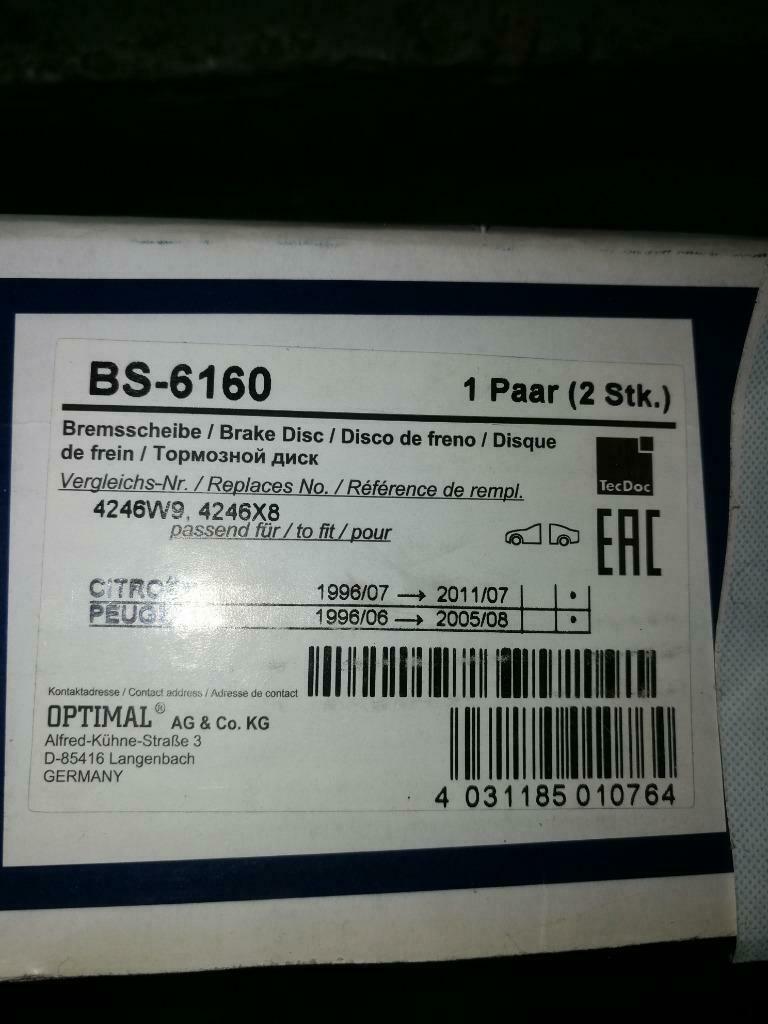 BS-6160
1 Paar (2 Stk.)
Bremsscheibe / Brake Disc / Disco de freno / Disque
de frein / Тормозной диск
TecDoc
Vergleichs-Nr. / Replaces No. / Référence de rempl.
4246W9, 4246X8
passend für / to fit / pour
EAC
1996/07 → 2011/07 •
1996/06 → 2005/08 •
Kontaktadresse / Contact address / Adresse de contact
OPTIMAL® AG & Co. KG
Alfred-Kühne-Straße 3
D-85416 Langenbach
GERMANY
4 031185 010764